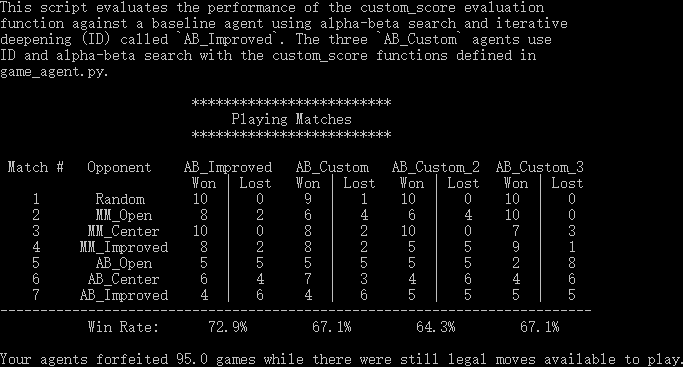 This script evaluates the performance of the custom_score evaluation
function against a baseline agent using alpha-beta search and iterative
deepening (ID) called `AB_Improved`. The three `AB_Custom` agents use
ID and alpha-beta search with the custom_score functions defined in
game_agent.py.
*************************
Playing Matches
*************************
Match # Opponent AB_Improved AB_Custom AB_Custom_2 AB_Custom_3
Won | Lost Won | Lost Won | Lost Won | Lost
1 Random 10 | 0 9 | 1 10 | 0 10 | 0
2 MM_Open 8 | 2 6 | 4 6 | 4 10 | 0
3 MM_Center 10 | 0 8 | 2 10 | 0 7 | 3
4 MM_Improved 8 | 2 8 | 2 5 | 5 9 | 1
5 AB_Open 5 | 5 5 | 5 5 | 5 2 | 8
6 AB_Center 6 | 4 7 | 3 4 | 6 4 | 6
7 AB_Improved 4 | 6 4 | 6 5 | 5 5 | 5
--------------------------------------------------------------------------
Win Rate: 72.9% 67.1% 64.3% 67.1%
Your agents forfeited 95.0 games while there were still legal moves available to play.